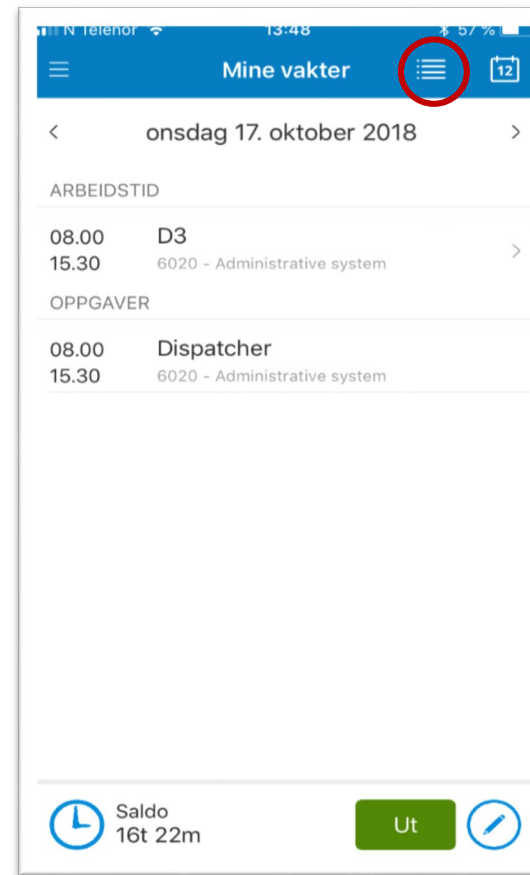 N Telenor 13:48 57 %
Mine vakter 12
onsdag 17. oktober 2018
ARBEIDSTID
08.00 D3
15.30 6020 - Administrative system
OPPGAVER
08.00 Dispatcher
15.30 6020 - Administrative system
Saldo
16t 22m Ut